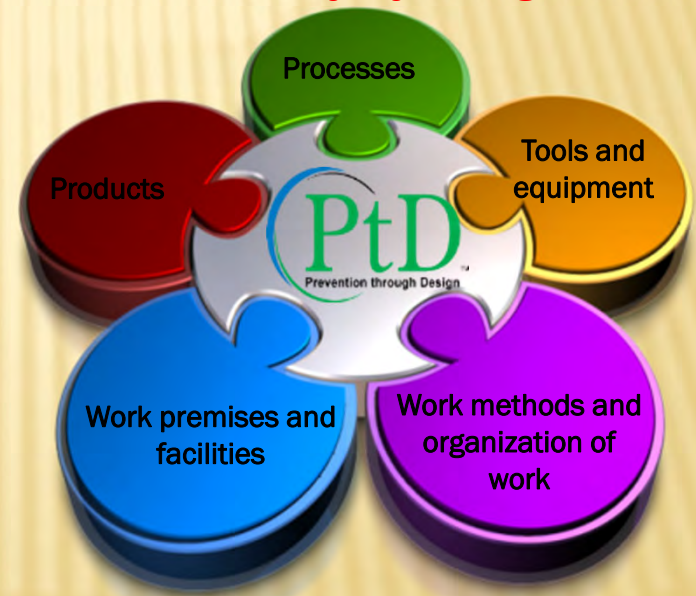 Processes
Tools and
equipment
Products
PtD
Prevention through Design
Work premises and
facilities
Work methods and
organization of
work